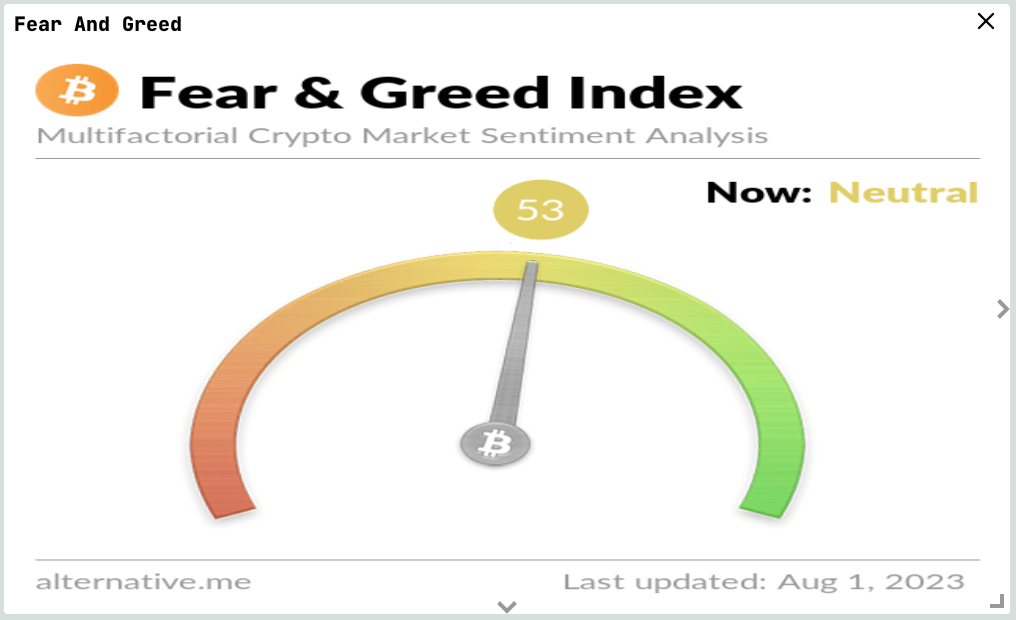 Fear And Greed
Fear & Greed Index
Multifactorial Crypto Market Sentiment Analysis
Now: Neutral
53
alternative.me
Last updated: Aug 1, 2023